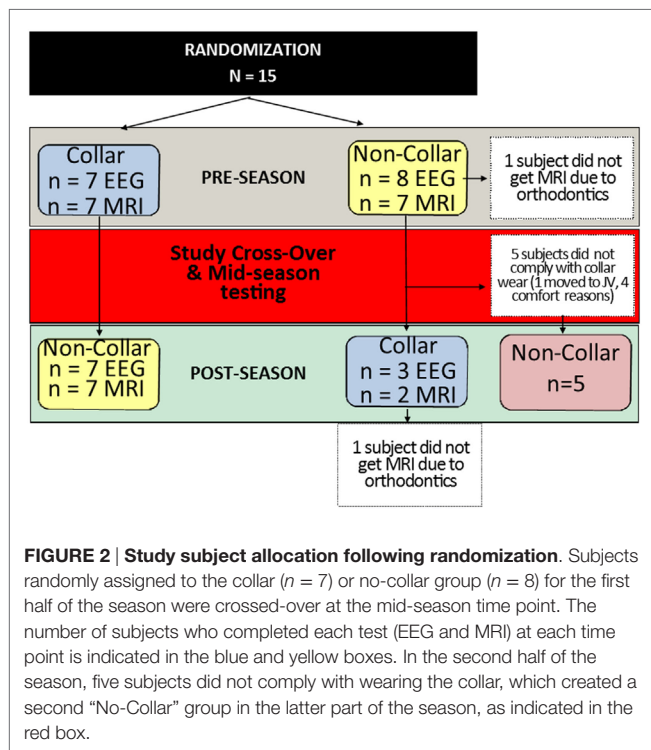 RANDOMIZATION
N = 15
Collar
n = 7 EEG
n = 7 MRI
PRE-SEASON
Non-Collar
n = 8 EEG
n = 7 MRI
1 subject did not
get MRI due to
orthodontics
Study Cross-Over
& Mid-season
testing
5 subjects did not
comply with collar
wear (1 moved to JV, 4
comfort reasons)
Non-Collar
n = 7 EEG
n = 7 MRI
POST-SEASON
Collar
n = 3 EEG
n = 2 MRI
Non-Collar
n=5
1 subject did not
get MRI due to
orthodontics
FIGURE 2 | Study subject allocation following randomization. Subjects
randomly assigned to the collar (n = 7) or no-collar group (n = 8) for the first
half of the season were crossed-over at the mid-season time point. The
number of subjects who completed each test (EEG and MRI) at each time
point is indicated in the blue and yellow boxes. In the second half of the
season, five subjects did not comply with wearing the collar, which created a
second “No-Collar” group in the latter part of the season, as indicated in the
red box.